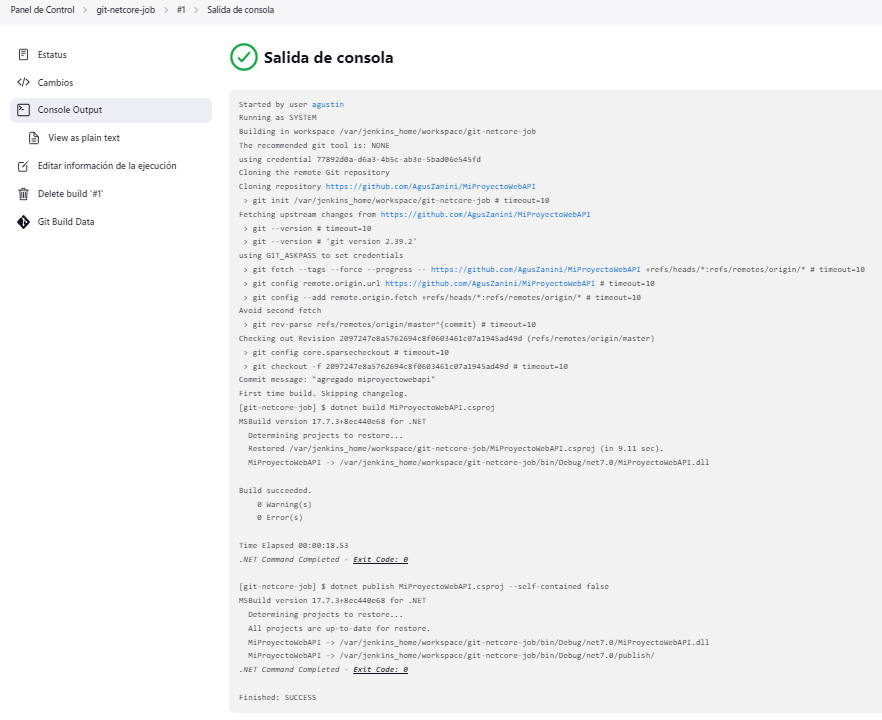 Panel de Control > git-netcore-job > #1 > Salida de consola
Estatus
Cambios
Console Output
View as plain text
Editar información de la ejecución
Delete build '#1'
Git Build Data
Salida de consola
Started by user agustin
Running as SYSTEM
Building in workspace /var/jenkins_home/workspace/git-netcore-job
The recommended git tool is: NONE
using credential 77892d0a-d6a3-4b5c-ab3e-5bad06e545fd
Cloning the remote Git repository
Cloning repository https://github.com/AgusZanini/MiProyectoWebAPI
> git init /var/jenkins_home/workspace/git-netcore-job # timeout=10
Fetching upstream changes from https://github.com/AgusZanini/MiProyectoWebAPI
> git --version # timeout=10
> git --version # 'git version 2.39.2'
using GIT_ASKPASS to set credentials
> git fetch --tags --force --progress -- https://github.com/AgusZanini/MiProyectoWebAPI +refs/heads/*:refs/remotes/origin/* # timeout=10
> git config remote.origin.url https://github.com/AgusZanini/MiProyectoWebAPI # timeout=10
> git config --add remote.origin.fetch +refs/heads/*:refs/remotes/origin/* # timeout=10
Avoid second fetch
> git rev-parse refs/remotes/origin/master^{commit} # timeout=10
Checking out Revision 2097247e8a5762694c8f0603461c07a1945ad49d (refs/remotes/origin/master)
> git config core.sparsecheckout # timeout=10
> git checkout -f 2097247e8a5762694c8f0603461c07a1945ad49d # timeout=10
Commit message: "agregado miproyectowebapi"
First time build. Skipping changelog.
[git-netcore-job] $ dotnet build MiProyectoWebAPI.csproj
MSBuild version 17.7.3+8ec440e68 for .NET
Determining projects to restore...
Restored /var/jenkins_home/workspace/git-netcore-job/MiProyectoWebAPI.csproj (in 9.11 sec).
MiProyectoWebAPI -> /var/jenkins_home/workspace/git-netcore-job/bin/Debug/net7.0/MiProyectoWebAPI.dll
Build succeeded.
0 Warning(s)
0 Error(s)
Time Elapsed 00:00:18.53
.NET Command Completed - Exit Code: 0
[git-netcore-job] $ dotnet publish MiProyectoWebAPI.csproj --self-contained false
MSBuild version 17.7.3+8ec440e68 for .NET
Determining projects to restore...
All projects are up-to-date for restore.
MiProyectoWebAPI -> /var/jenkins_home/workspace/git-netcore-job/bin/Debug/net7.0/MiProyectoWebAPI.dll
MiProyectoWebAPI -> /var/jenkins_home/workspace/git-netcore-job/bin/Debug/net7.0/publish/
.NET Command Completed - Exit Code: 0
Finished: SUCCESS